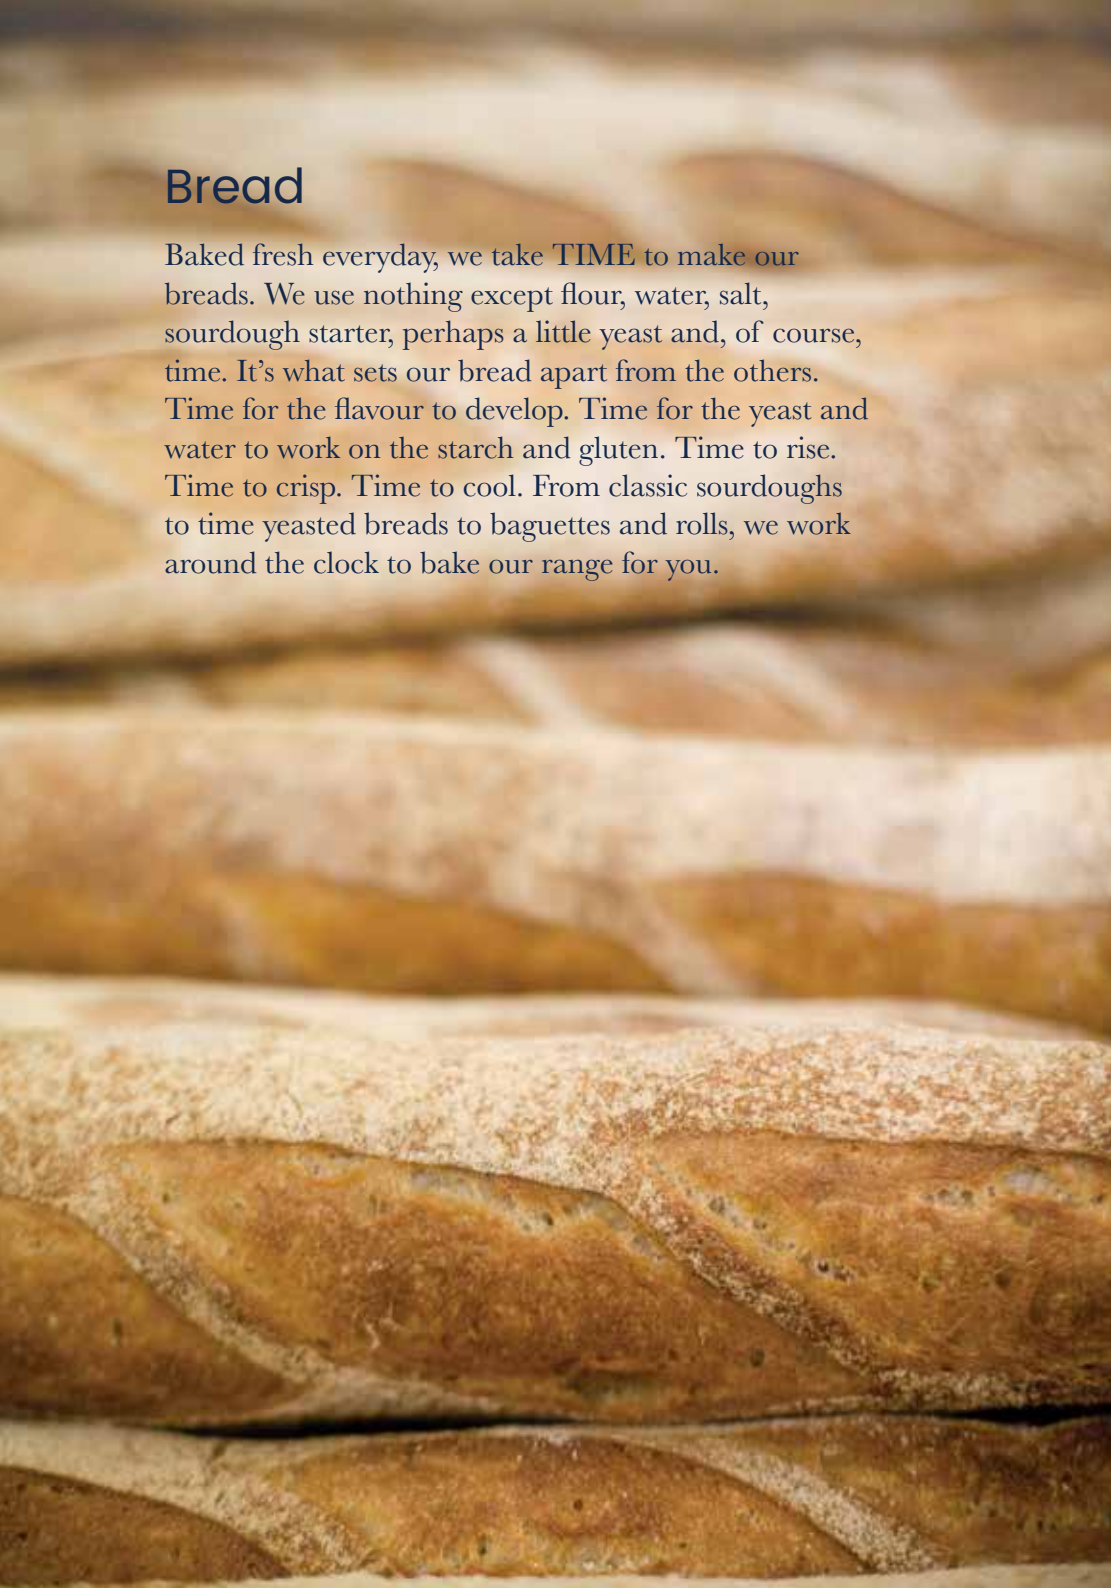 Bread
Baked fresh everyday, we take TIME to make our
breads. We use nothing except flour, water, salt,
sourdough starter, perhaps a little yeast and, of course,
time. It’s what sets our bread apart from the others.
Time for the flavour to develop. Time for the yeast and
water to work on the starch and gluten. Time to rise.
Time to crisp. Time to cool. From classic sourdoughs
to time yeasted breads to baguettes and rolls, we work
around the clock to bake our range for you.